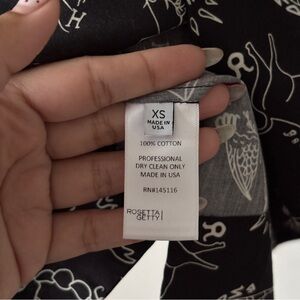 XS
MADE IN
USA
100% COTTON
PROFESSIONAL
DRY CLEAN ONLY
MADE IN USA
RN#145116
ROSETTA
GETTY